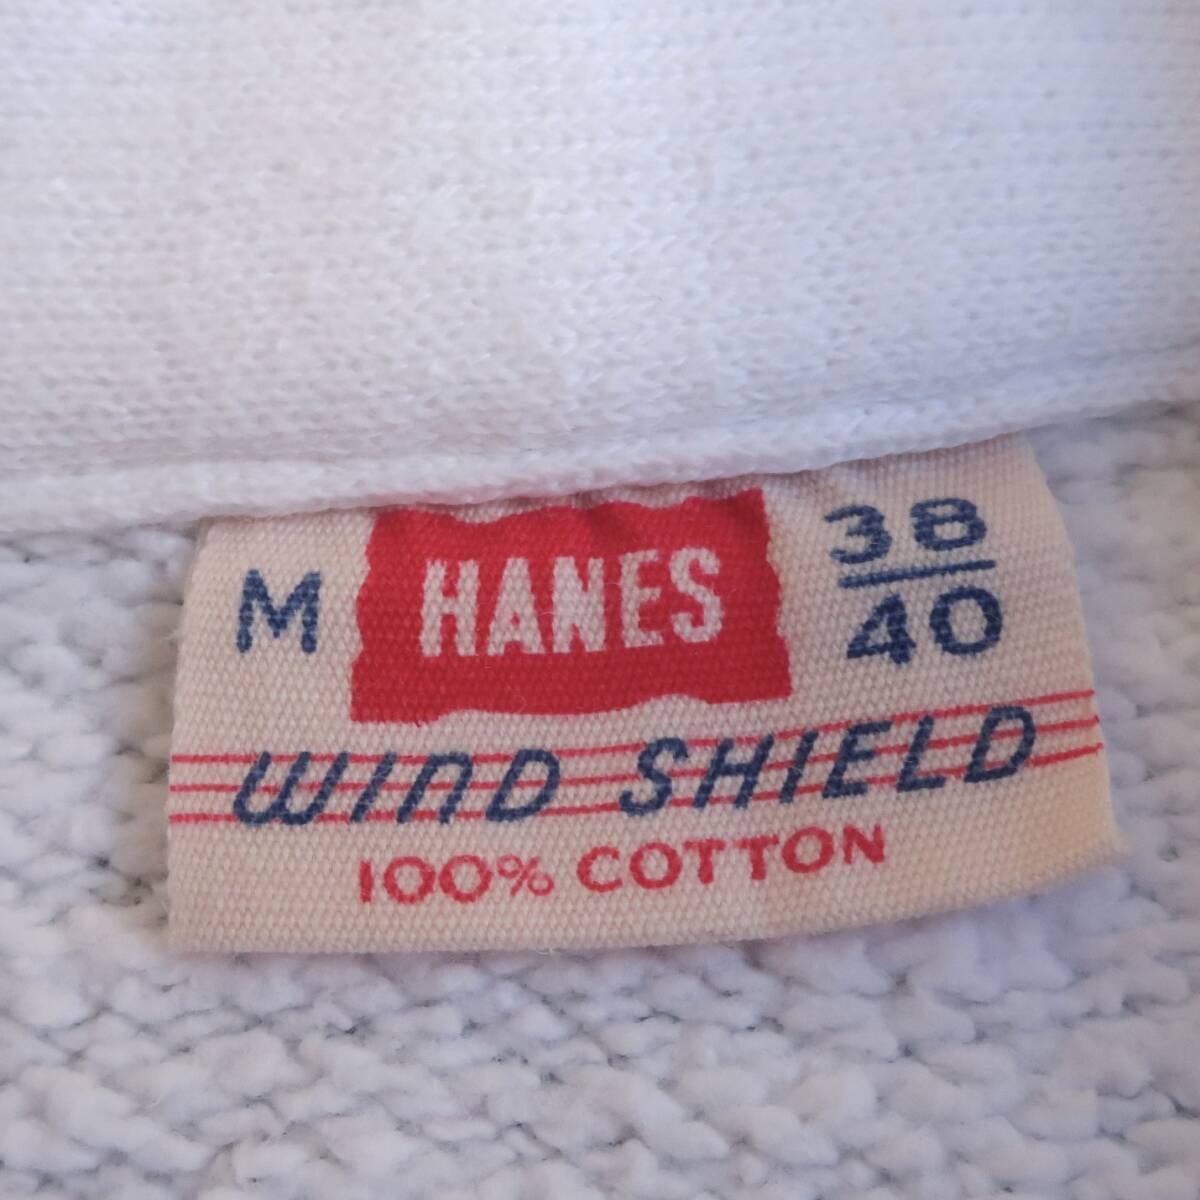 M HANES 38
40
WIND SHIELD
100% COTTON